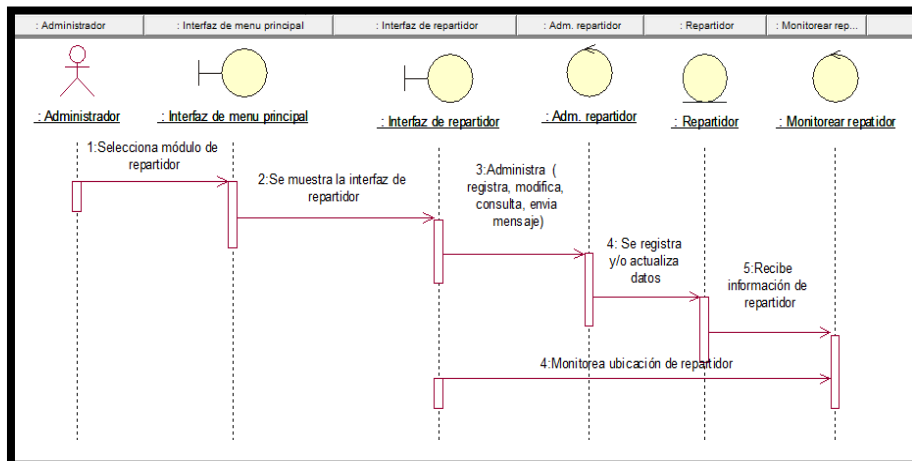 : Administrador
: Interfaz de menu principal
: Interfaz de repartidor
: Adm. repartidor
: Repartidor
: Monitorear rep...
: Administrador
: Interfaz de menu principal
: Interfaz de repartidor
: Adm. repartidor
: Repartidor
: Monitorear repatidor
1:Selecciona módulo de
repartidor
2:Se muestra la interfaz de
repartidor
3:Administra (
registra, modifica,
consulta, envia
mensaje)
4: Se registra
y/o actualiza
datos
5:Recibe
información de
repartidor
4:Monitorea ubicación de repartidor